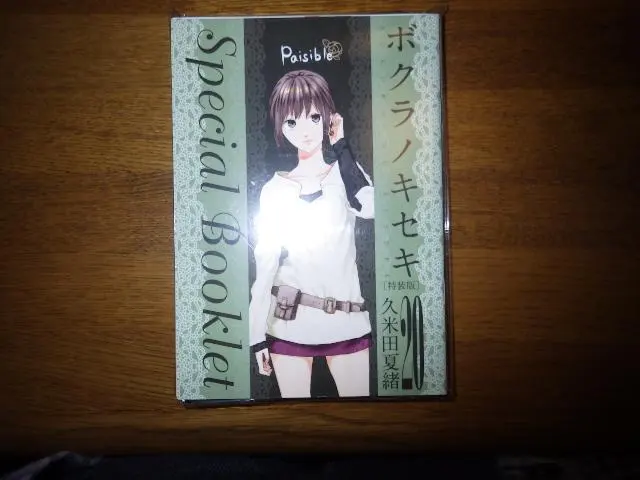 Special Booklet
Paisible
ボクラノキセキ
[特装版]
20
久米田夏緒